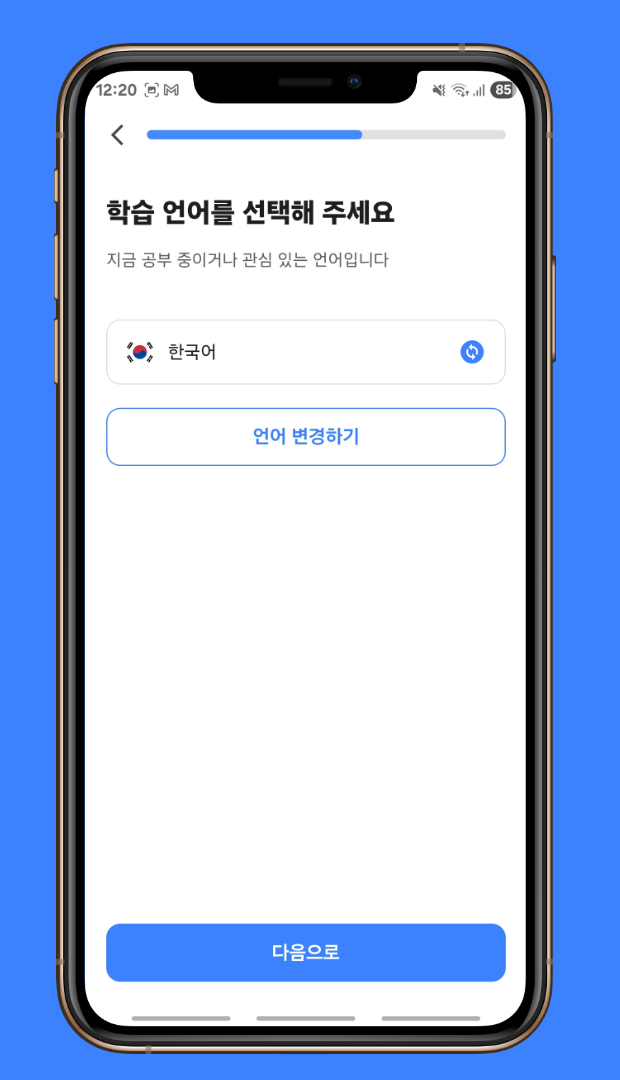 12:20
85
학습 언어를 선택해 주세요
지금 공부 중이거나 관심 있는 언어입니다
한국어
언어 변경하기
다음으로